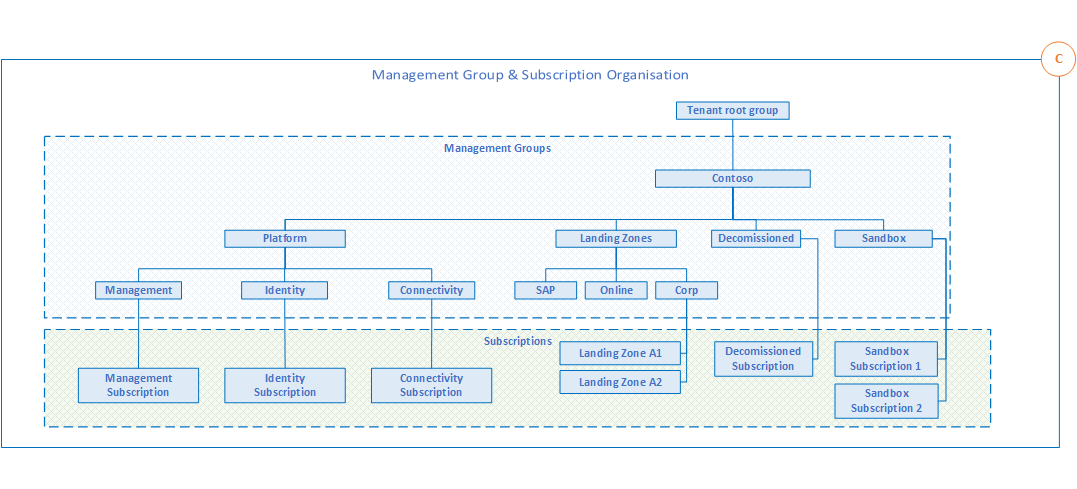 C
Management Group & Subscription Organisation
Tenant root group
Management Groups
Contoso
Platform
Landing Zones
Decomissioned
Sandbox
Management
Identity
Connectivity
SAP
Online
Corp
Subscriptions
Management
Subscription
Identity
Subscription
Connectivity
Subscription
Landing Zone A1
Landing Zone A2
Decomissioned
Subscription
Sandbox
Subscription 1
Sandbox
Subscription 2